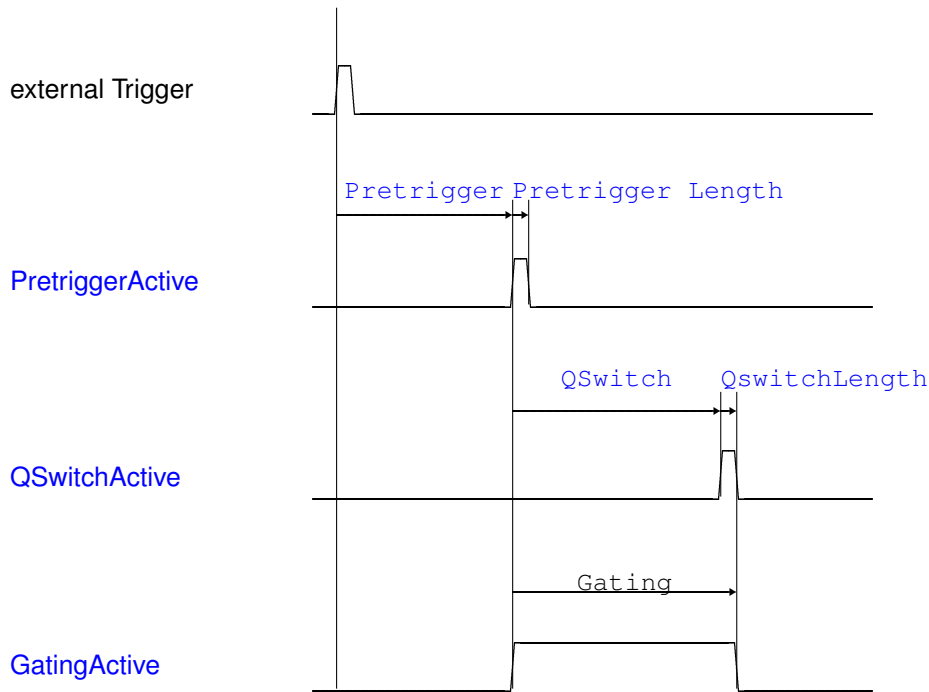 external Trigger
Pretrigger Pretrigger Length
PretriggerActive
QSwitch QswitchLength
QSwitchActive
Gating
GatingActive